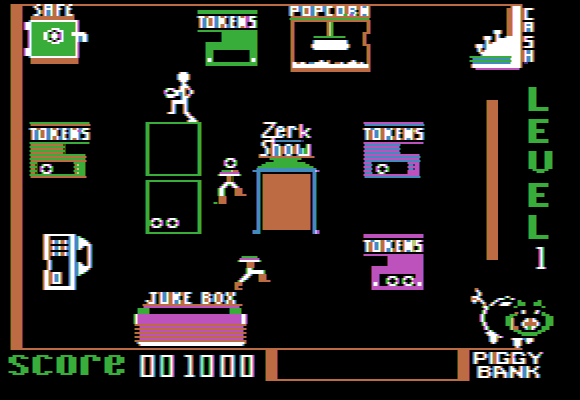 SAFE
TOKENS
POPCORN
CASH
TOKENS
Zerk
Show
TOKENS
LEVEL
1
TOKENS
JUKE BOX
score 001000
PIGGY
BANK